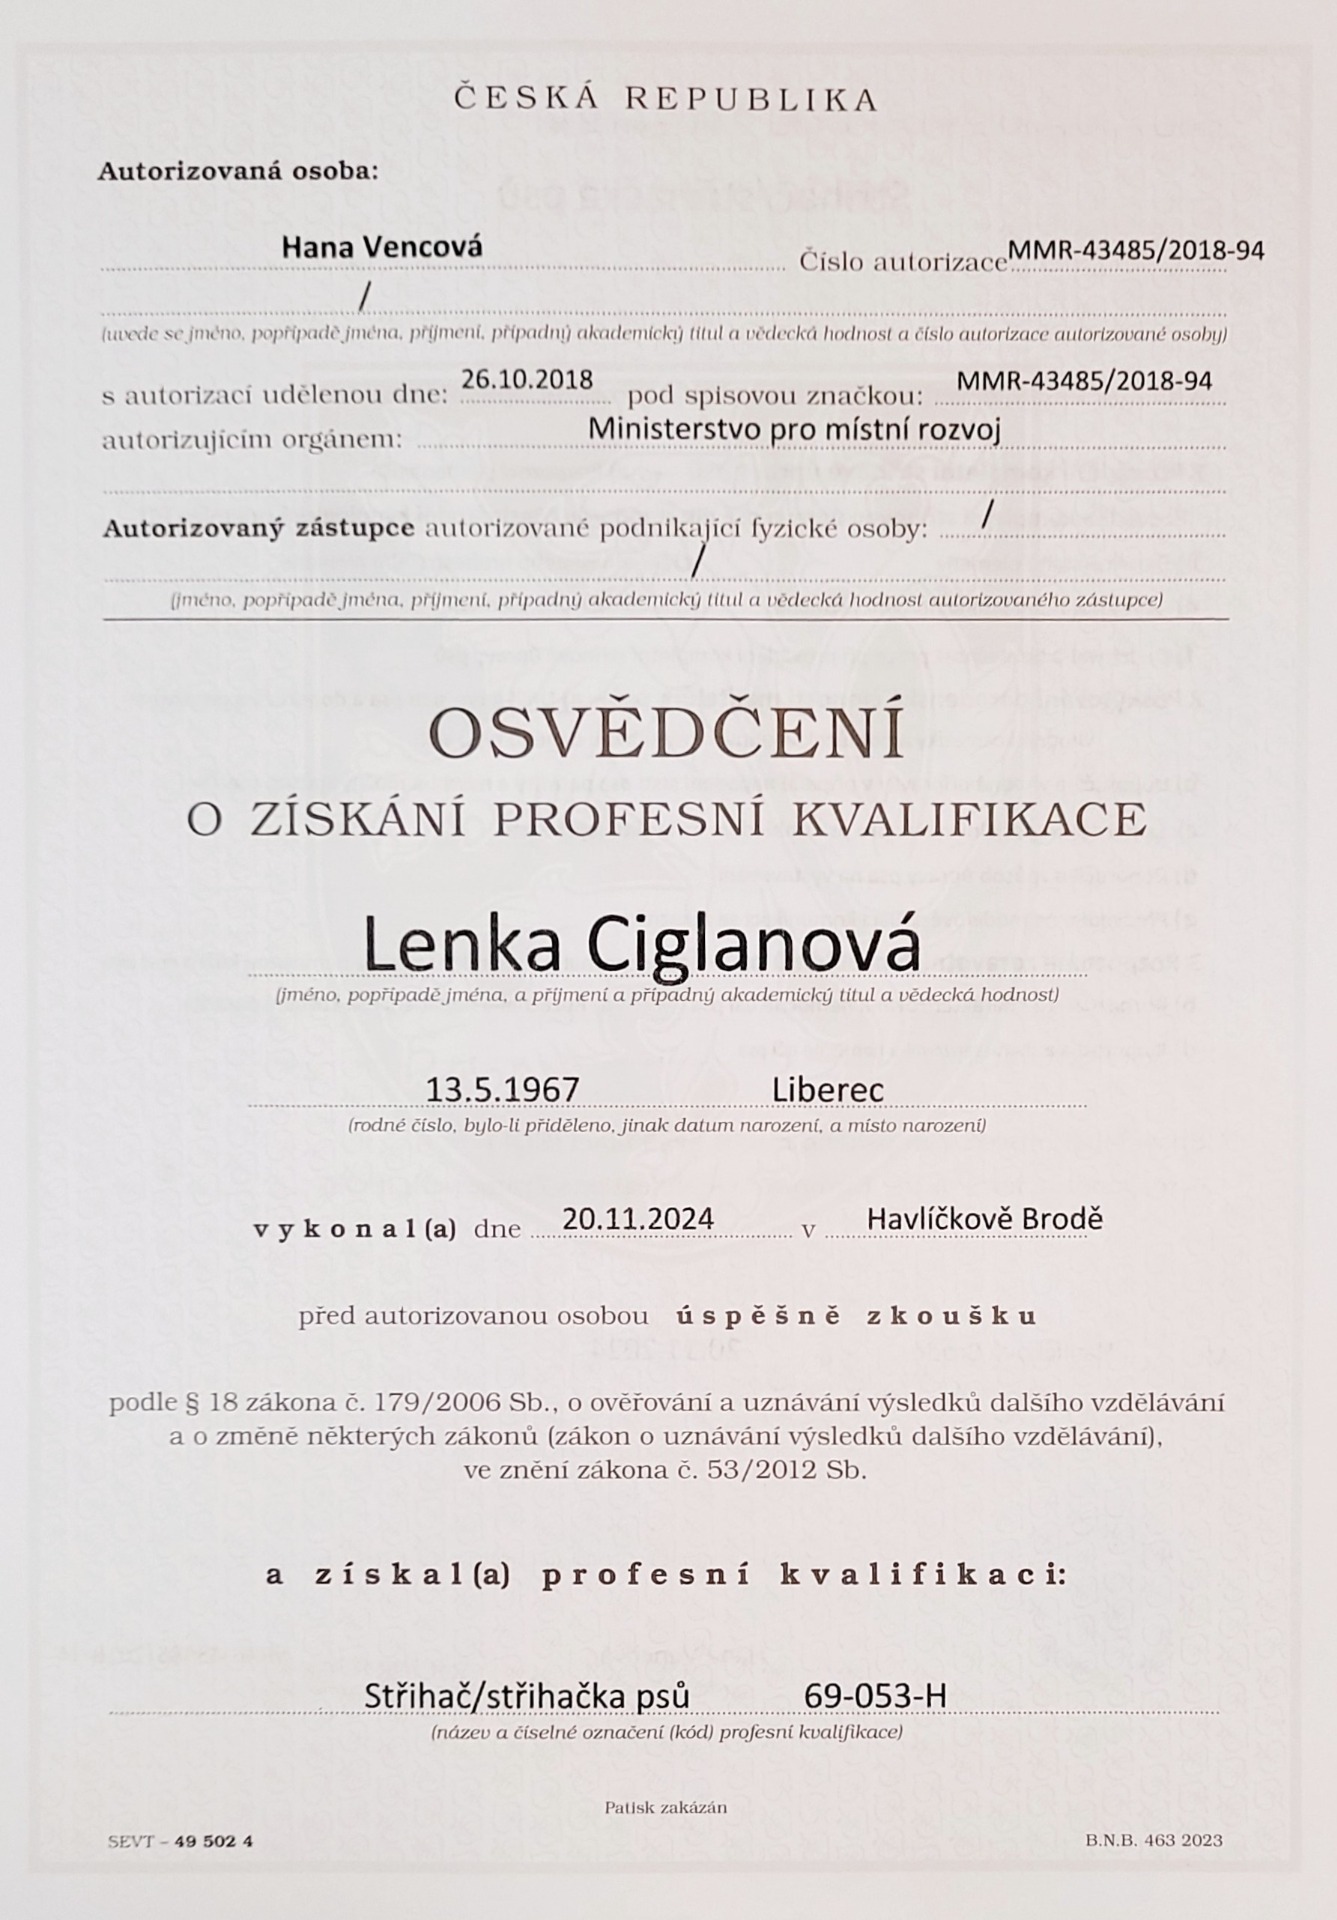 ČESKÁ REPUBLIKA
Autorizovaná osoba:
Hana Vencová Číslo autorizace MMR-43485/2018-94
/
(uvede se jméno, popřípadě jména, příjmení, případný akademický titul a vědecká hodnost a číslo autorizace autorizované osoby)
s autorizací udělenou dne: 26.10.2018 pod spisovou značkou: MMR-43485/2018-94
autorizujícím orgánem: Ministerstvo pro místní rozvoj
Autorizovaný zástupce autorizované podnikající fyzické osoby: /
/
(jméno, popřípadě jména, příjmení, případný akademický titul a vědecká hodnost autorizovaného zástupce)
OSVĚDČENÍ
O ZÍSKÁNÍ PROFESNÍ KVALIFIKACE
Lenka Ciglanová
(jméno, popřípadě jména, a příjmení a případný akademický titul a vědecká hodnost)
13.5.1967 Liberec
(rodné číslo, bylo-li přiděleno, jinak datum narození, a místo narození)
vykonal(a) dne 20.11.2024 v Havlíčkově Brodě
před autorizovanou osobou úspěšně zkoušku
podle § 18 zákona č. 179/2006 Sb., o ověřování a uznávání výsledků dalšího vzdělávání
a o změně některých zákonů (zákon o uznávání výsledků dalšího vzdělávání),
ve znění zákona č. 53/2012 Sb.
a získal(a) profesní kvalifikaci:
Střihač/střihačka psů 69-053-H
(název a číselné označení (kód) profesní kvalifikace)
Patisk zakázán
SEVT – 49 502 4 B.N.B. 463 2023